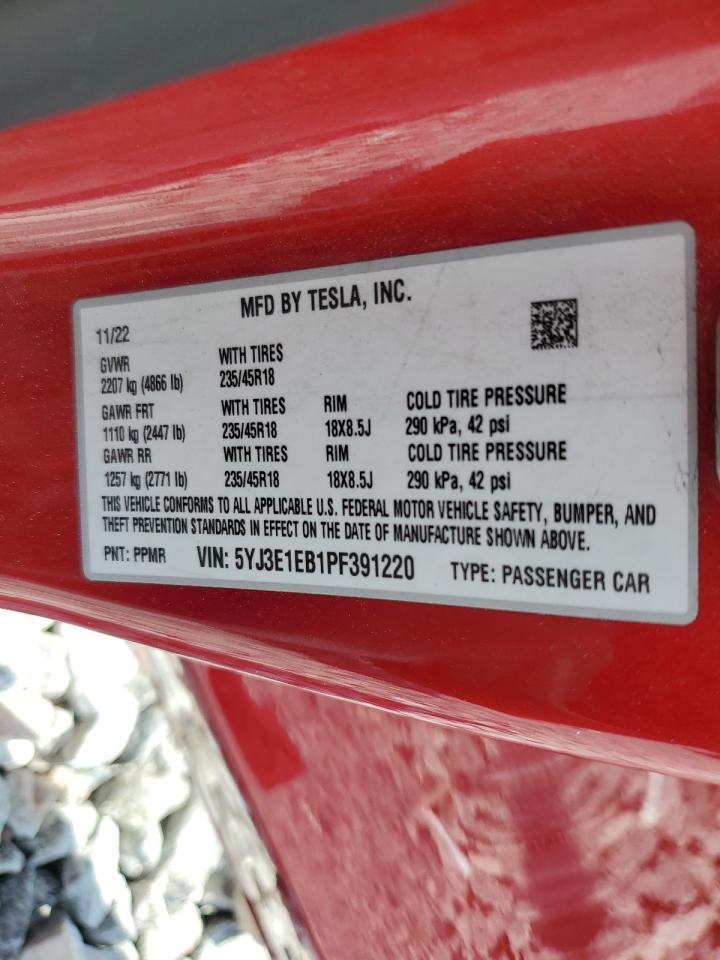 MFD BY TESLA, INC.
11/22
GVWR WITH TIRES
2207 kg (4866 lb) 235/45R18
GAWR FRT WITH TIRES RIM COLD TIRE PRESSURE
1110 kg (2447 lb) 235/45R18 18X8.5J 290 kPa, 42 psi
GAWR RR WITH TIRES RIM COLD TIRE PRESSURE
1257 kg (2771 lb) 235/45R18 18X8.5J 290 kPa, 42 psi
THIS VEHICLE CONFORMS TO ALL APPLICABLE U.S. FEDERAL MOTOR VEHICLE SAFETY, BUMPER, AND
THEFT PREVENTION STANDARDS IN EFFECT ON THE DATE OF MANUFACTURE SHOWN ABOVE.
PNT: PPMR VIN: 5YJ3E1EB1PF391220 TYPE: PASSENGER CAR